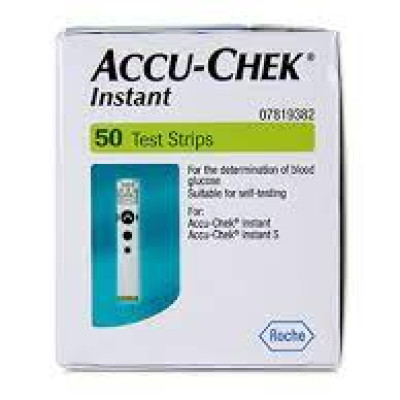 ACCU-CHEK®
Instant
07819382
50 Test Strips
For the determination of blood
glucose
Suitable for self-testing
For:
Accu-Chek® Instant
Accu-Chek® Instant S
Roche